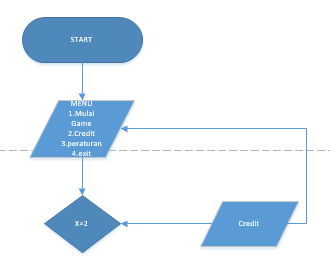 START
MENU
1.Mulai
Game
2.Credit
3.peraturan
4.exit
X=2
Credit